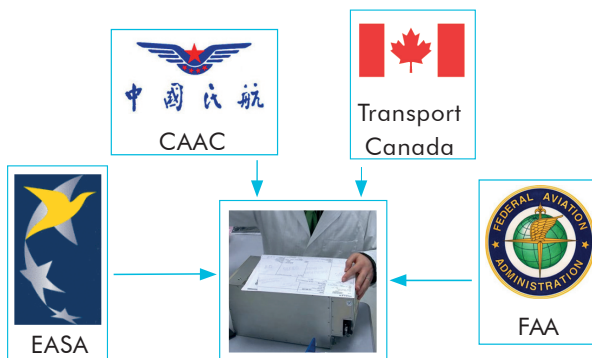 中國民航
CAAC
Transport
Canada
EASA
FEDERAL AVIATION
ADMINISTRATION
FAA